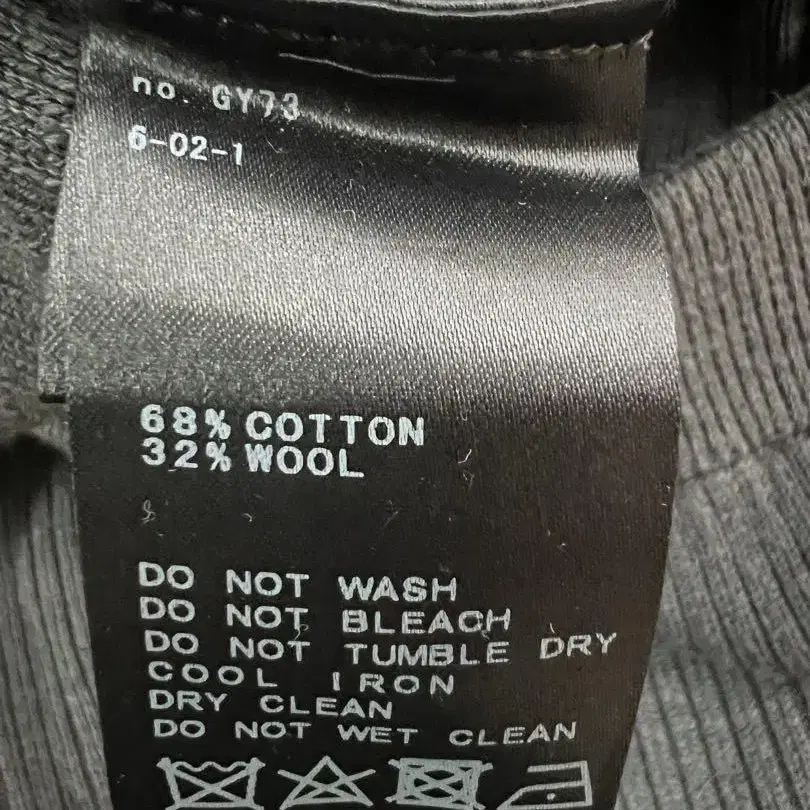 no. GY73
6-02-1
68% COTTON
32% WOOL
DO NOT WASH
DO NOT BLEACH
DO NOT TUMBLE DRY
COOL IRON
DRY CLEAN
DO NOT WET CLEAN